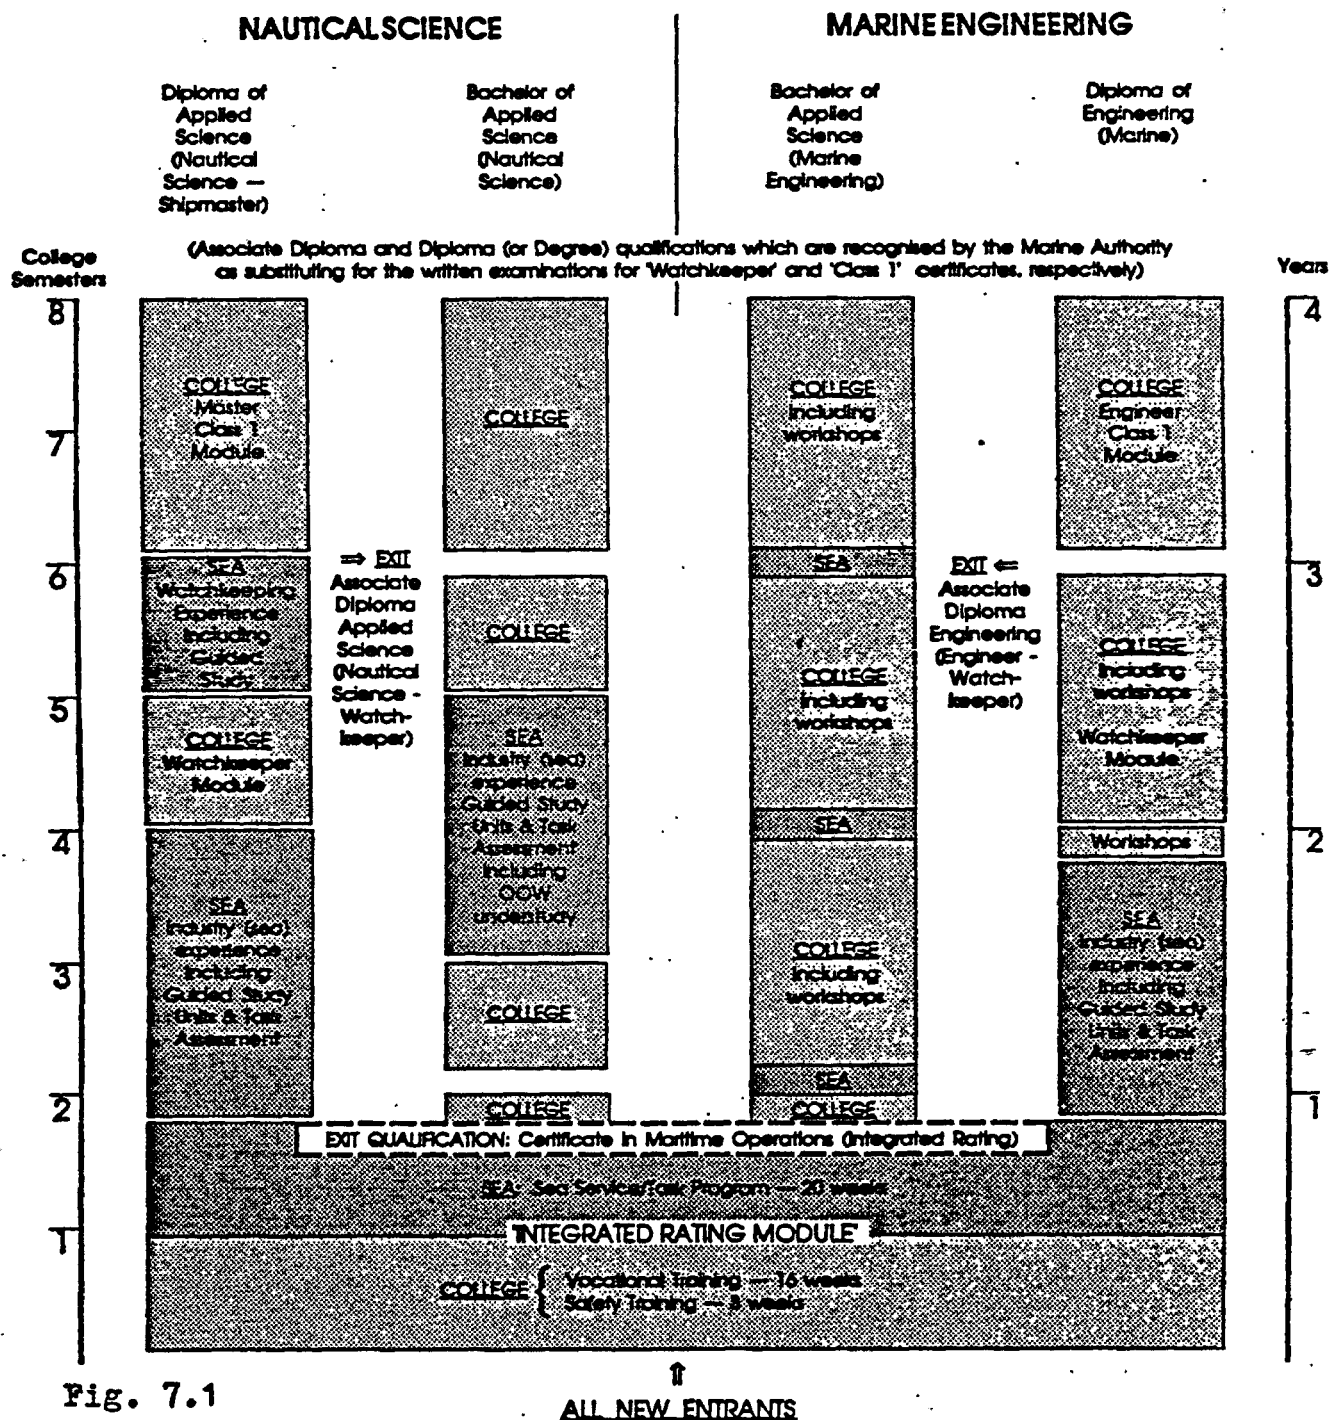 NAUTICAL SCIENCE
MARINE ENGINEERING
Diploma of
Applied
Science
(Nautical
Science —
Shipmaster)
Bachelor of
Applied
Science
(Nautical
Science)
Bachelor of
Applied
Science
(Marine
Engineering)
Diploma of
Engineering
(Marine)
(Associate Diploma and Diploma (or Degree) qualifications which are recognised by the Marine Authority
as substituting for the written examinations for 'Watchkeeper' and 'Class 1' certificates, respectively)
College
Semesters
8
7
6
5
4
3
2
1
COLLEGE
Master
Class 1
Module
SEA
Watchkeeping
Experience
including
Guided
Study
COLLEGE
Watchkeeper
Module
SEA
Industry (sea)
experience
including
Guided Study
Units & Task
Assessment
⇒ EXIT
Associate
Diploma
Applied
Science
(Nautical
Science -
Watch-
keeper)
COLLEGE
COLLEGE
SEA
Industry (sea)
experience
Guided Study
Units & Task
Assessment
including
OOW
understudy
COLLEGE
COLLEGE
COLLEGE
including
workshops
SEA
COLLEGE
including
workshops
SEA
COLLEGE
including
workshops
SEA
COLLEGE
EXIT ⇐
Associate
Diploma
Engineering
(Engineer -
Watch-
keeper)
COLLEGE
Engineer
Class 1
Module
COLLEGE
including
workshops
Watchkeeper
Module
Workshops
SEA
Industry (sea)
experience
including
Guided Study
Units & Task
Assessment
Years
4
3
2
1
EXIT QUALIFICATION: Certificate in Maritime Operations (Integrated Rating)
SEA: Sea Service/Task Program — 20 weeks
'INTEGRATED RATING MODULE'
COLLEGE { Vocational Training — 16 weeks
Safety Training — 8 weeks
⇑
ALL NEW ENTRANTS
Fig. 7.1